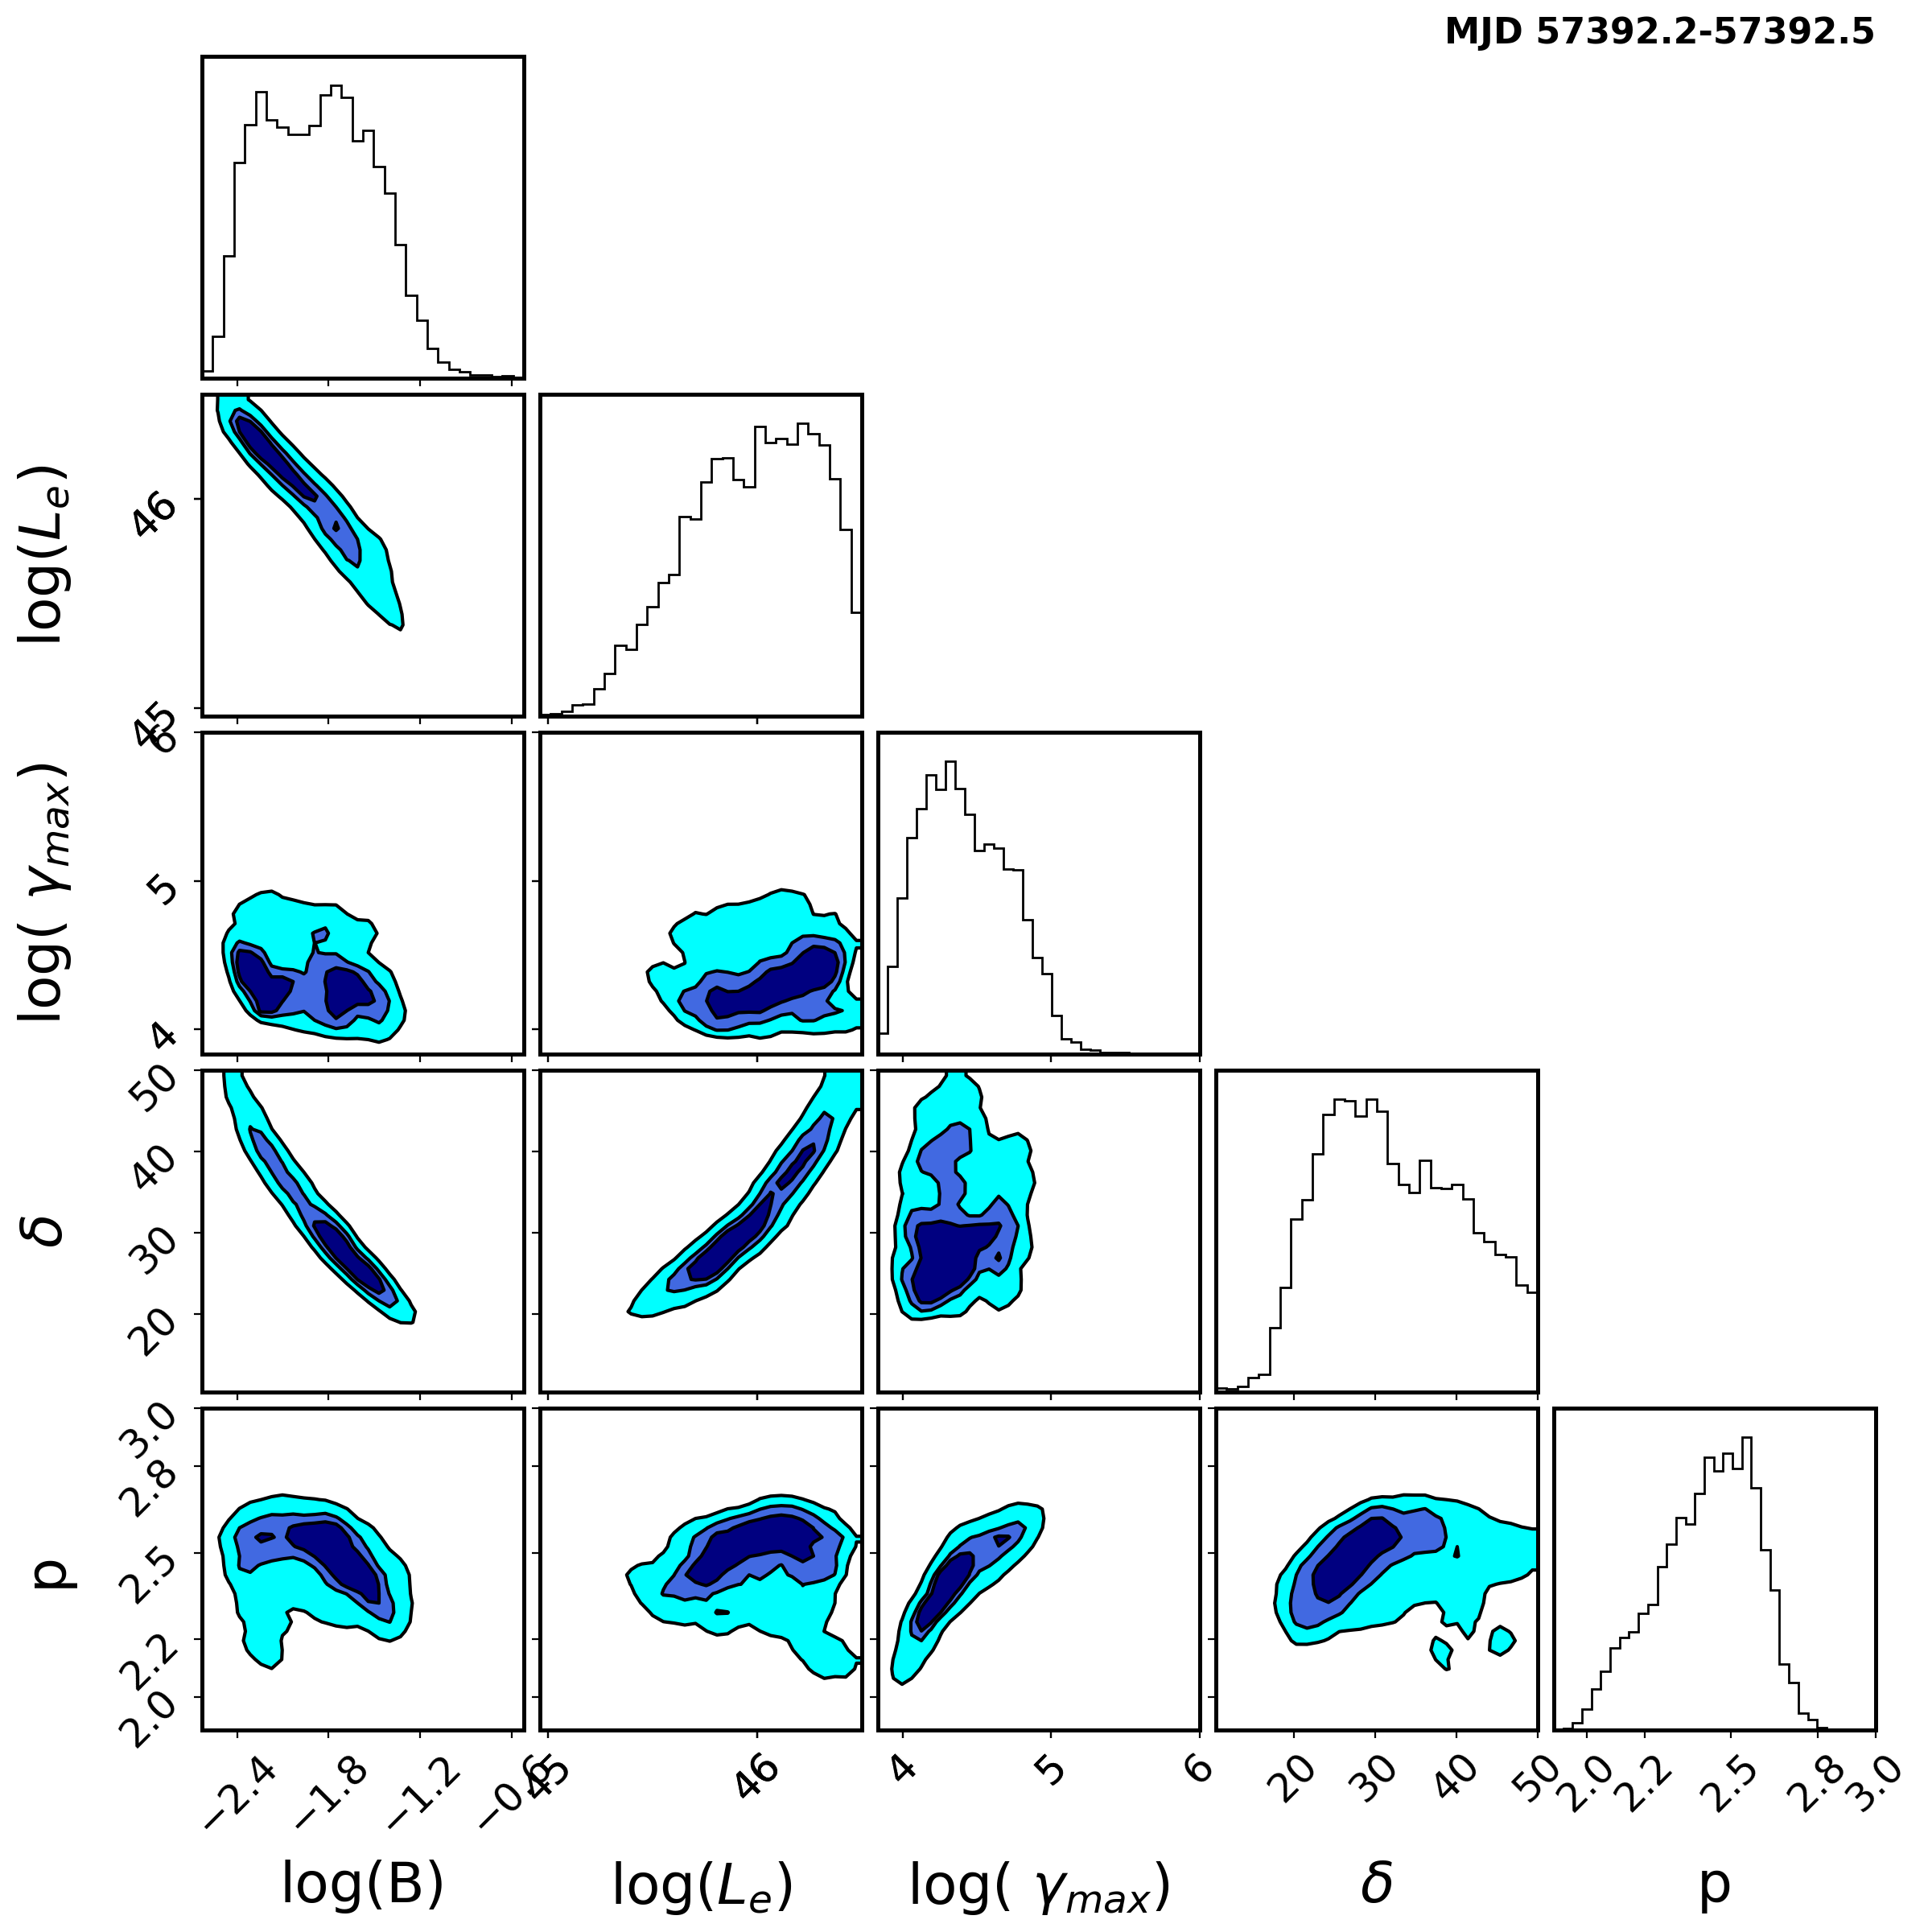 MJD 57392.2-57392.5
log(Lₑ)
46
45
log( γₘₐₓ)
6
5
4
δ
50
40
30
20
p
3.0
2.8
2.5
2.2
2.0
−2.4 −1.8 −1.2 −0.6 45 46 4 5 6 20 30 40 50 2.0 2.2 2.5 2.8 3.0
log(B) log(Lₑ) log( γₘₐₓ) δ p